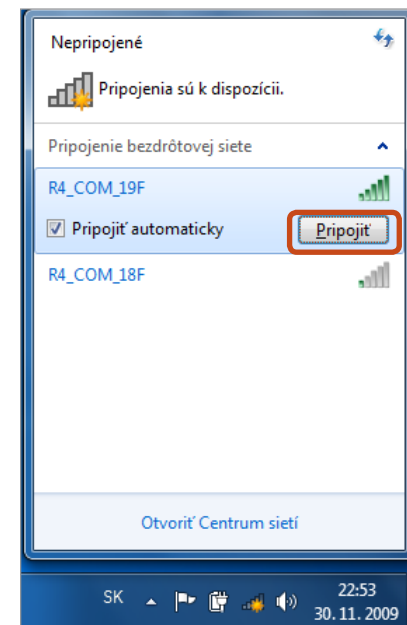 Nepripojené
Pripojenia sú k dispozícii.
Pripojenie bezdrôtovej siete
R4_COM_19F
Pripojiť automaticky
Pripojiť
R4_COM_18F
Otvoriť Centrum sietí
SK
22:53
30. 11. 2009